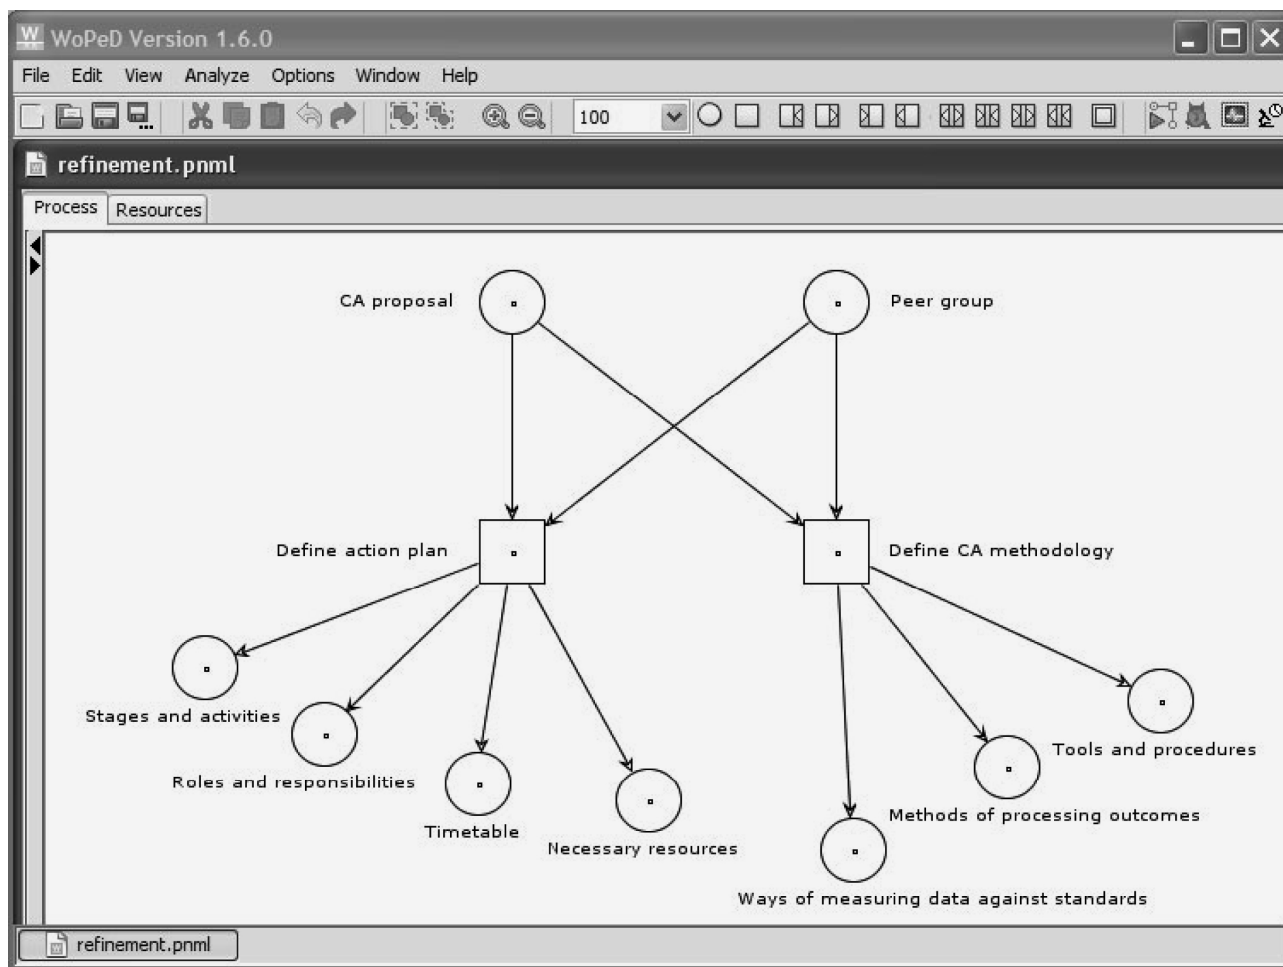 WoPeD Version 1.6.0
File Edit View Analyze Options Window Help
100
refinement.pnml
Process Resources
CA proposal
Peer group
Define action plan
Define CA methodology
Stages and activities
Tools and procedures
Roles and responsibilities
Methods of processing outcomes
Timetable
Necessary resources
Ways of measuring data against standards
refinement.pnml